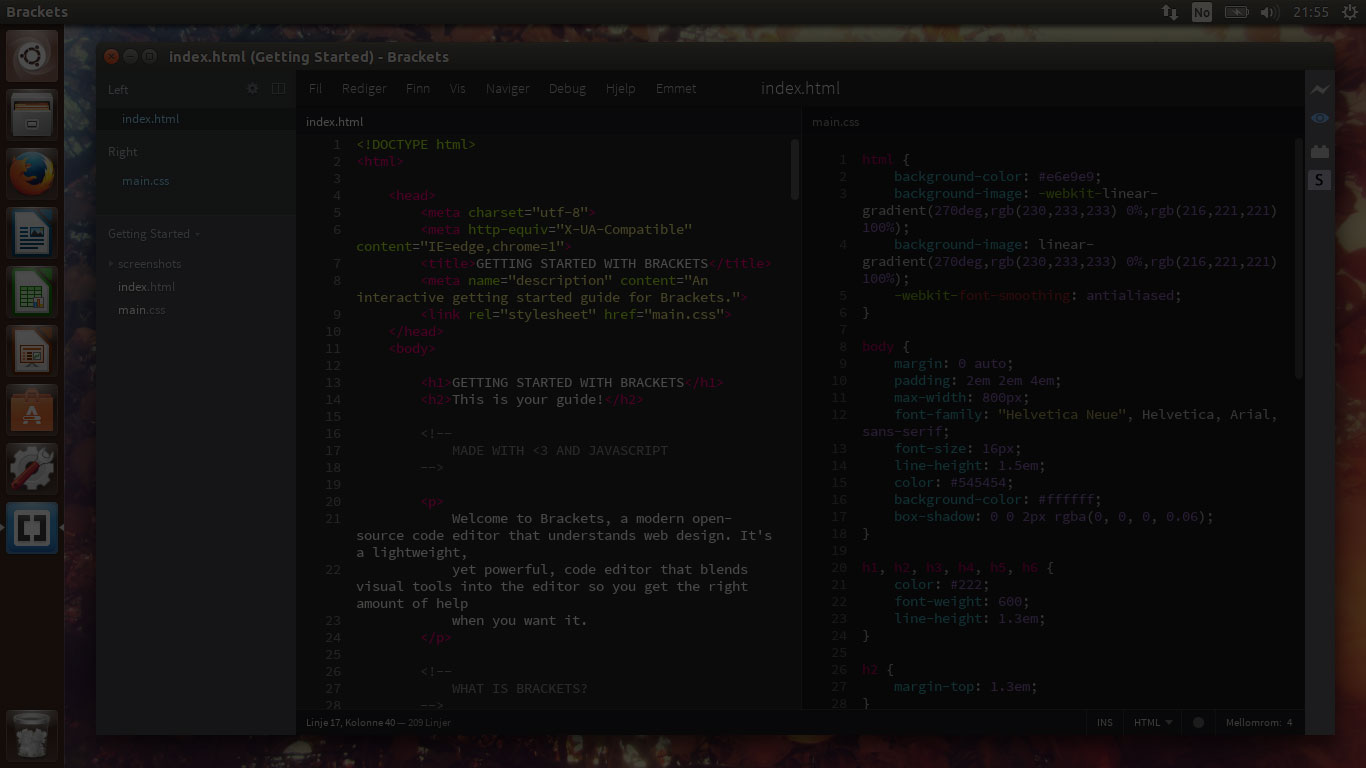 Brackets
No
21:55
index.html (Getting Started) - Brackets
Left
index.html
Right
main.css
Getting Started
screenshots
index.html
main.css
Fil Rediger Finn Vis Naviger Debug Hjelp Emmet
index.html
index.html
1 <!DOCTYPE html>
2 <html>
3
4 <head>
5 <meta charset="utf-8">
6 <meta http-equiv="X-UA-Compatible"
content="IE=edge,chrome=1">
7 <title>GETTING STARTED WITH BRACKETS</title>
8 <meta name="description" content="An
interactive getting started guide for Brackets.">
9 <link rel="stylesheet" href="main.css">
10 </head>
11 <body>
12
13 <h1>GETTING STARTED WITH BRACKETS</h1>
14 <h2>This is your guide!</h2>
15
16 <!--
17 MADE WITH <3 AND JAVASCRIPT
18 -->
19
20 <p>
21 Welcome to Brackets, a modern open-
source code editor that understands web design. It's
a lightweight,
22 yet powerful, code editor that blends
visual tools into the editor so you get the right
amount of help
23 when you want it.
24 </p>
25
26 <!--
27 WHAT IS BRACKETS?
28 -->
main.css
1 html {
2 background-color: #e6e9e9;
3 background-image: -webkit-linear-
gradient(270deg,rgb(230,233,233) 0%,rgb(216,221,221)
100%);
4 background-image: linear-
gradient(270deg,rgb(230,233,233) 0%,rgb(216,221,221)
100%);
5 -webkit-font-smoothing: antialiased;
6 }
7
8 body {
9 margin: 0 auto;
10 padding: 2em 2em 4em;
11 max-width: 800px;
12 font-family: "Helvetica Neue", Helvetica, Arial,
sans-serif;
13 font-size: 16px;
14 line-height: 1.5em;
15 color: #545454;
16 background-color: #ffffff;
17 box-shadow: 0 0 2px rgba(0, 0, 0, 0.06);
18 }
19
20 h1, h2, h3, h4, h5, h6 {
21 color: #222;
22 font-weight: 600;
23 line-height: 1.3em;
24 }
25
26 h2 {
27 margin-top: 1.3em;
28 }
S
Linje 17, Kolonne 40 — 209 Linjer
INS
HTML
Mellomrom: 4